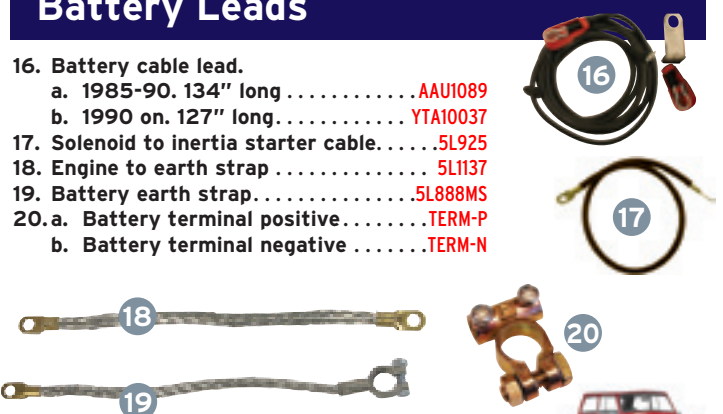 Battery Leads
16. Battery cable lead.
a. 1985-90. 134" long ............ AAU1089
b. 1990 on. 127" long............ YTA10037
17. Solenoid to inertia starter cable......5L925
18. Engine to earth strap .............. 5L1137
19. Battery earth strap...............5L888MS
20. a. Battery terminal positive........TERM-P
b. Battery terminal negative .......TERM-N
16
17
18
20
19